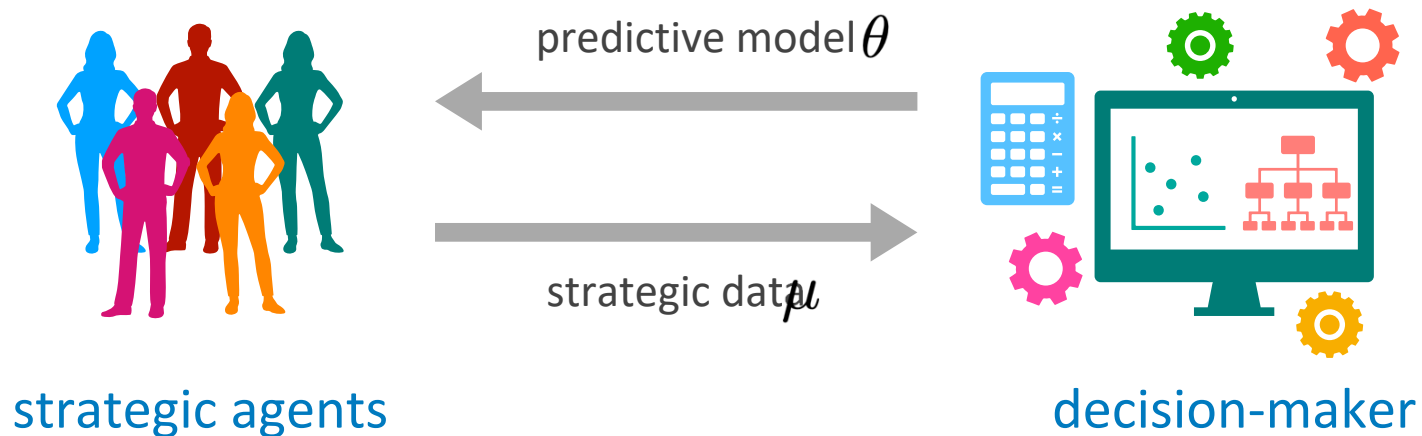 predictive model θ
strategic data μ
÷
×
−
+
=
strategic agents
decision-maker